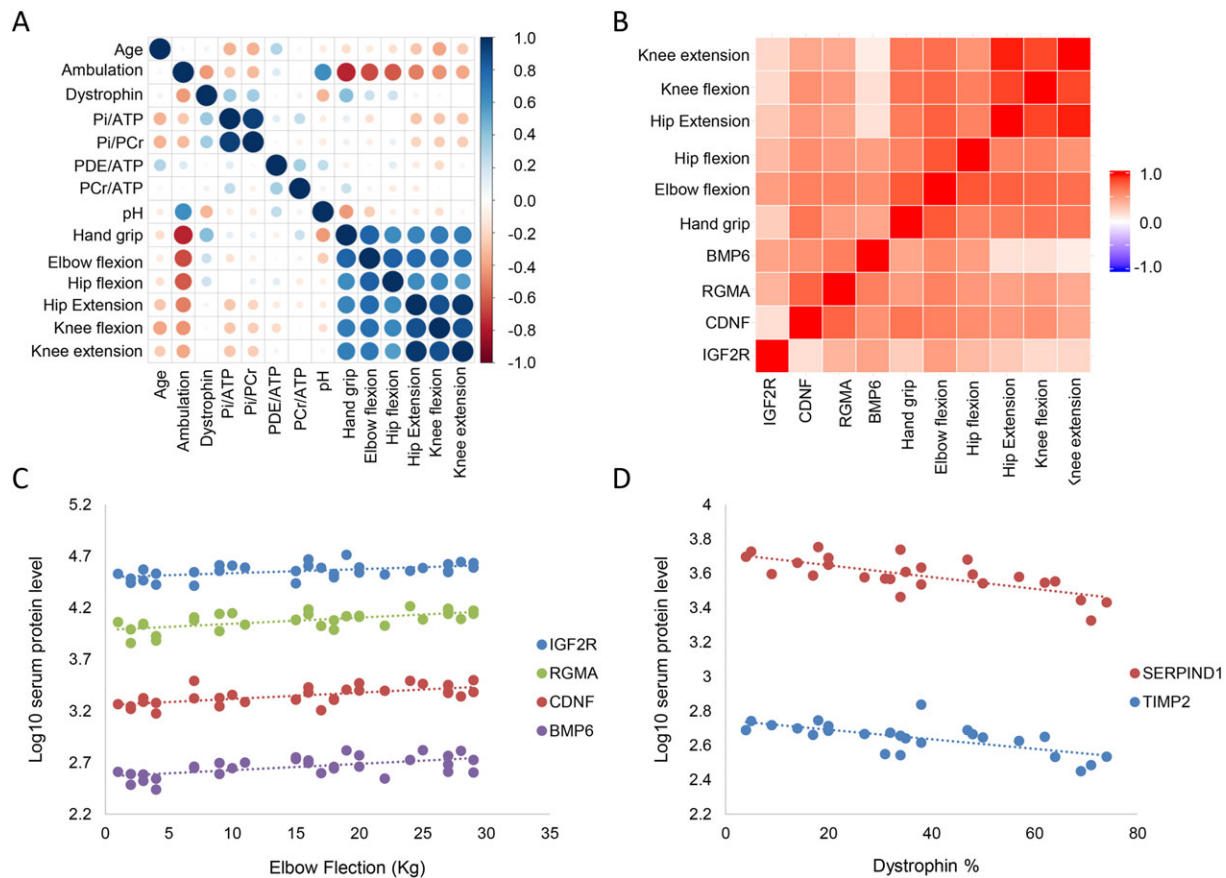 A
Age
Ambulation
Dystrophin
Pi/ATP
Pi/PCr
PDE/ATP
PCr/ATP
pH
Hand grip
Elbow flexion
Hip flexion
Hip Extension
Knee flexion
Knee extension
1.0
0.8
0.6
0.4
0.2
0.0
-0.2
-0.4
-0.6
-0.8
-1.0
Age
Ambulation
Dystrophin
Pi/ATP
Pi/PCr
PDE/ATP
PCr/ATP
pH
Hand grip
Elbow flexion
Hip flexion
Hip Extension
Knee flexion
Knee extension
B
Knee extension
Knee flexion
Hip Extension
Hip flexion
Elbow flexion
Hand grip
BMP6
RGMA
CDNF
IGF2R
1.0
0.0
-1.0
IGF2R
CDNF
RGMA
BMP6
Hand grip
Elbow flexion
Hip flexion
Hip Extension
Knee flexion
Knee extension
C
Log10 serum protein level
5.2
4.7
4.2
3.7
3.2
2.7
2.2
0
5
10
15
20
25
30
35
Elbow Flection (Kg)
IGF2R
RGMA
CDNF
BMP6
D
Log10 serum protein level
4
3.8
3.6
3.4
3.2
3
2.8
2.6
2.4
2.2
0
20
40
60
80
Dystrophin %
SERPIND1
TIMP2